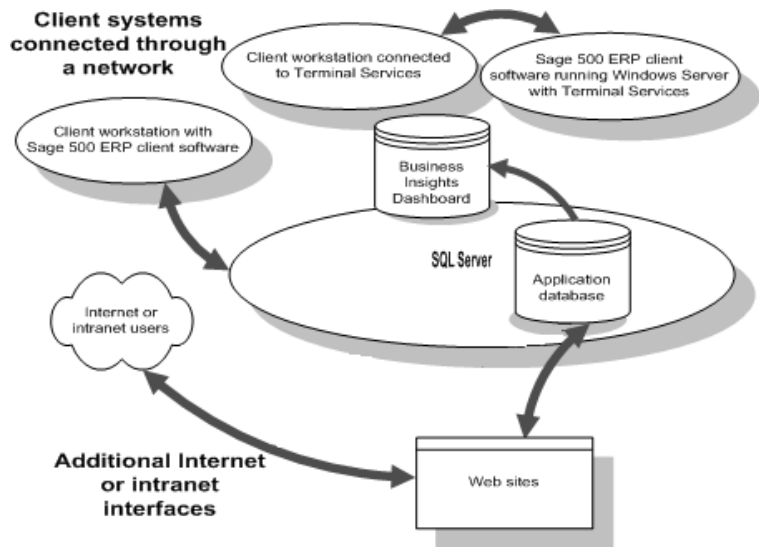 Client systems
connected through
a network
Client workstation connected
to Terminal Services
Sage 500 ERP client
software running Windows Server
with Terminal Services
Client workstation with
Sage 500 ERP client software
Business
Insights
Dashboard
SQL Server
Application
database
Internet or
intranet users
Additional Internet
or intranet
interfaces
Web sites